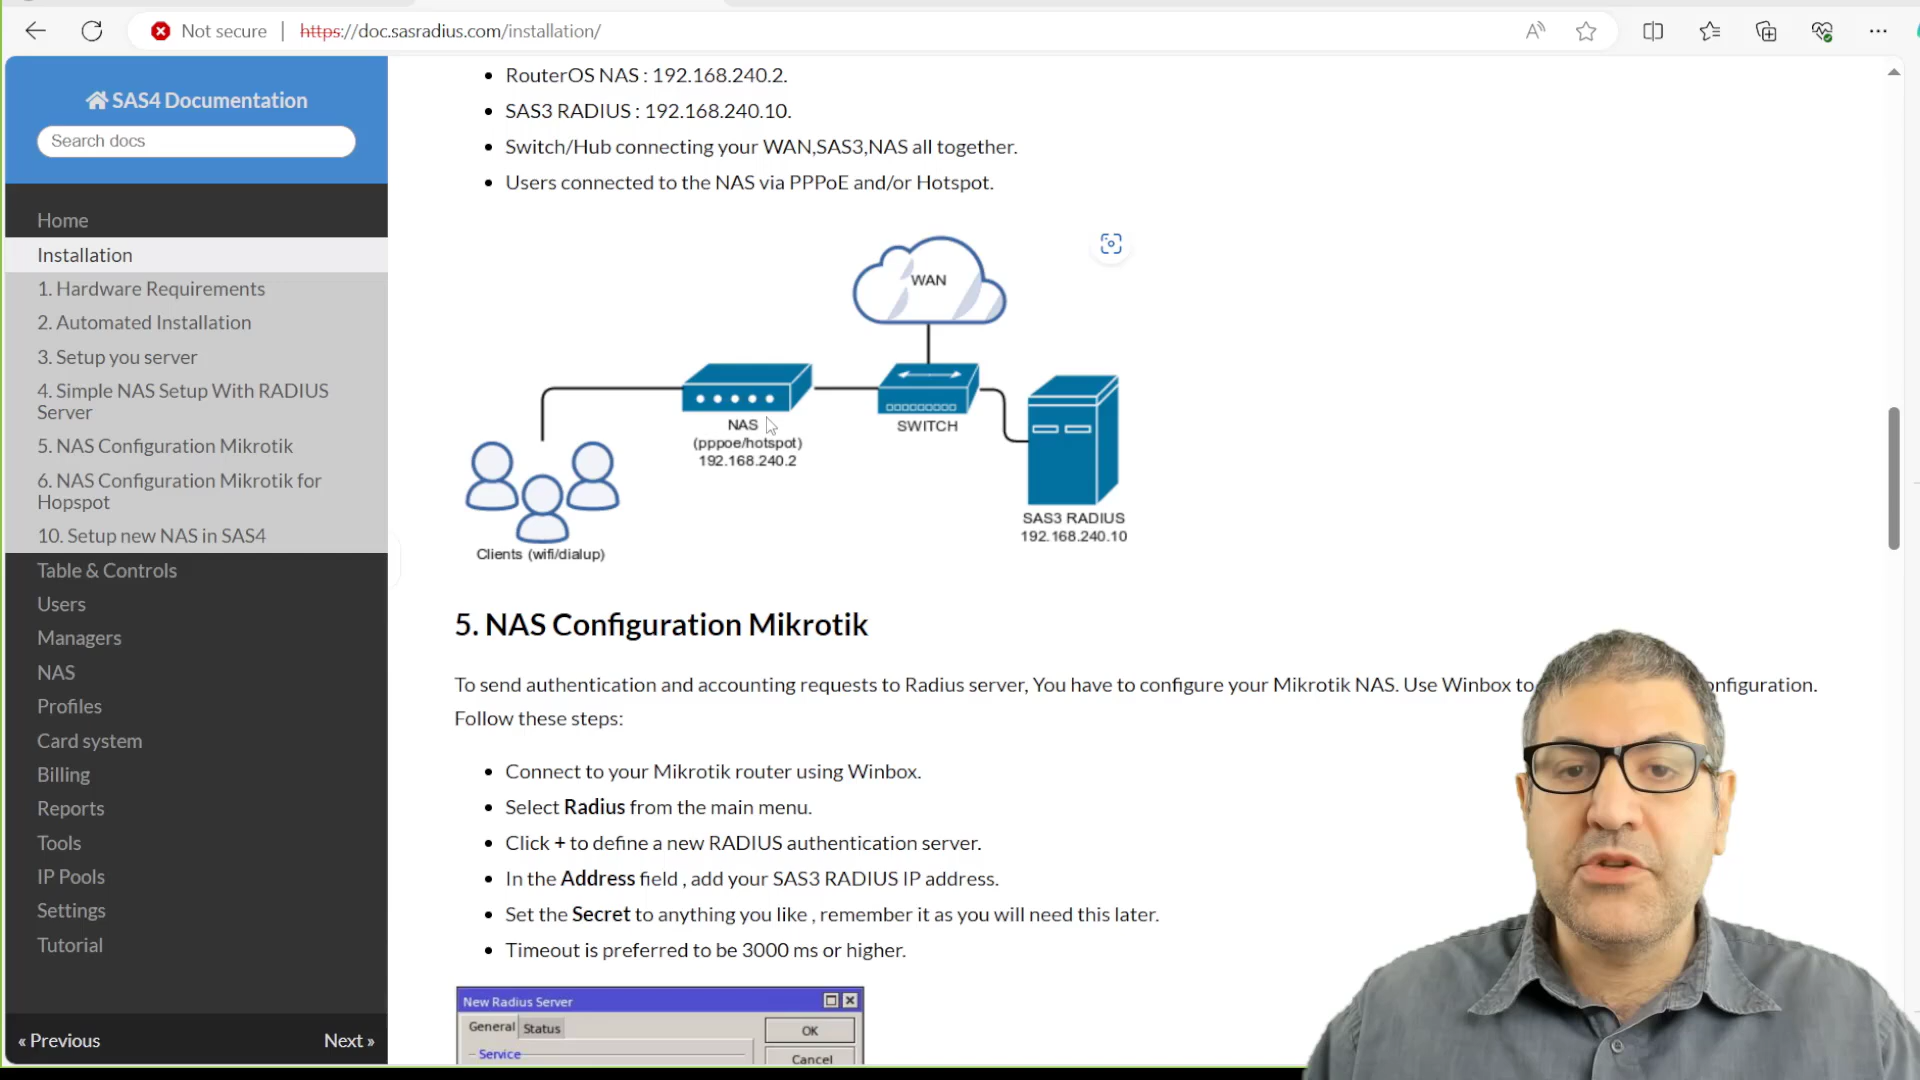 Not secure | https://doc.sasradius.com/installation/
SAS4 Documentation
Search docs
Home
Installation
1. Hardware Requirements
2. Automated Installation
3. Setup you server
4. Simple NAS Setup With RADIUS
Server
5. NAS Configuration Mikrotik
6. NAS Configuration Mikrotik for
Hopspot
10. Setup new NAS in SAS4
Table & Controls
Users
Managers
NAS
Profiles
Card system
Billing
Reports
Tools
IP Pools
Settings
Tutorial
« Previous
Next »
RouterOS NAS : 192.168.240.2.
SAS3 RADIUS : 192.168.240.10.
Switch/Hub connecting your WAN,SAS3,NAS all together.
Users connected to the NAS via PPPoE and/or Hotspot.
WAN
NAS
(pppoe/hotspot)
192.168.240.2
SWITCH
SAS3 RADIUS
192.168.240.10
Clients (wifi/dialup)
5. NAS Configuration Mikrotik
To send authentication and accounting requests to Radius server, You have to configure your Mikrotik NAS. Use Winbox to onfiguration.
Follow these steps:
Connect to your Mikrotik router using Winbox.
Select Radius from the main menu.
Click + to define a new RADIUS authentication server.
In the Address field , add your SAS3 RADIUS IP address.
Set the Secret to anything you like , remember it as you will need this later.
Timeout is preferred to be 3000 ms or higher.
New Radius Server
General Status
OK
Service
Cancel